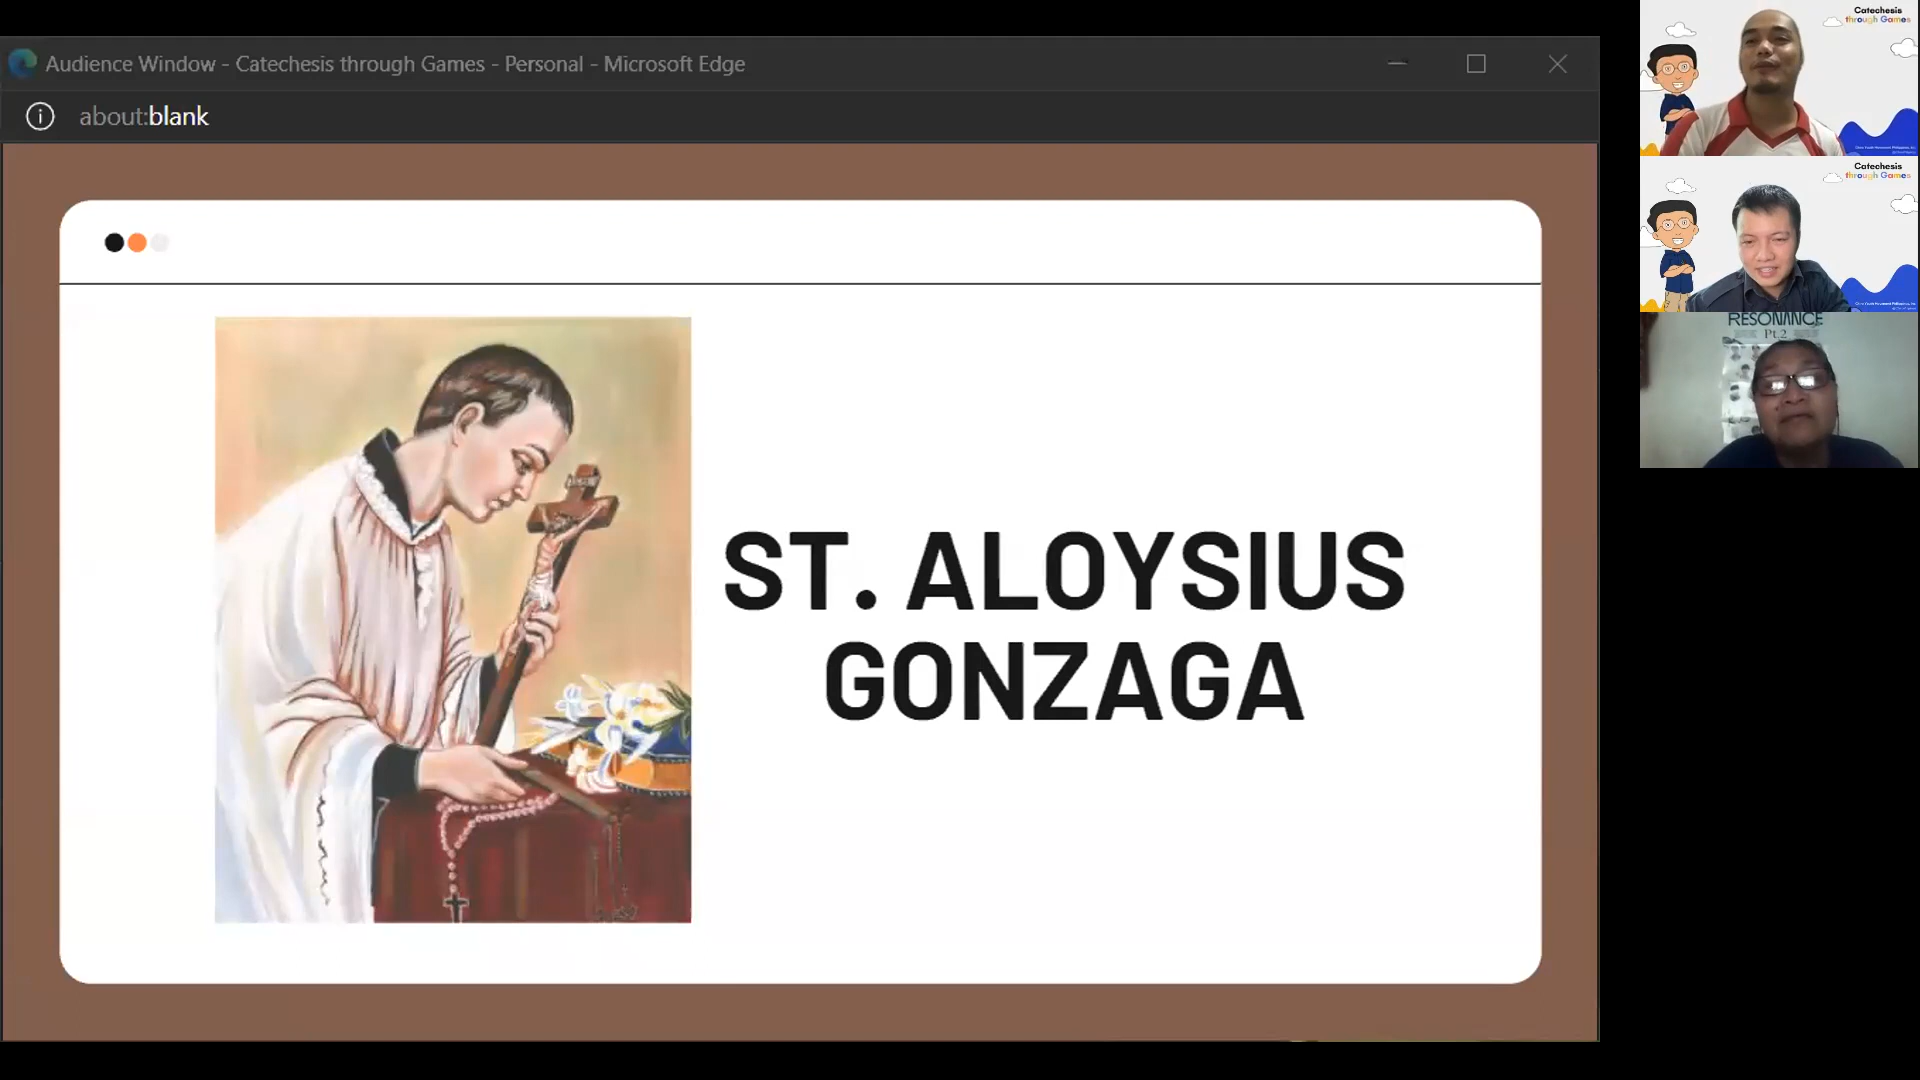 Audience Window - Catechesis through Games - Personal - Microsoft Edge
about:blank
ST. ALOYSIUS
GONZAGA
Catechesis
through Games
Catechesis
through Games
RESONANCE
Pt 2